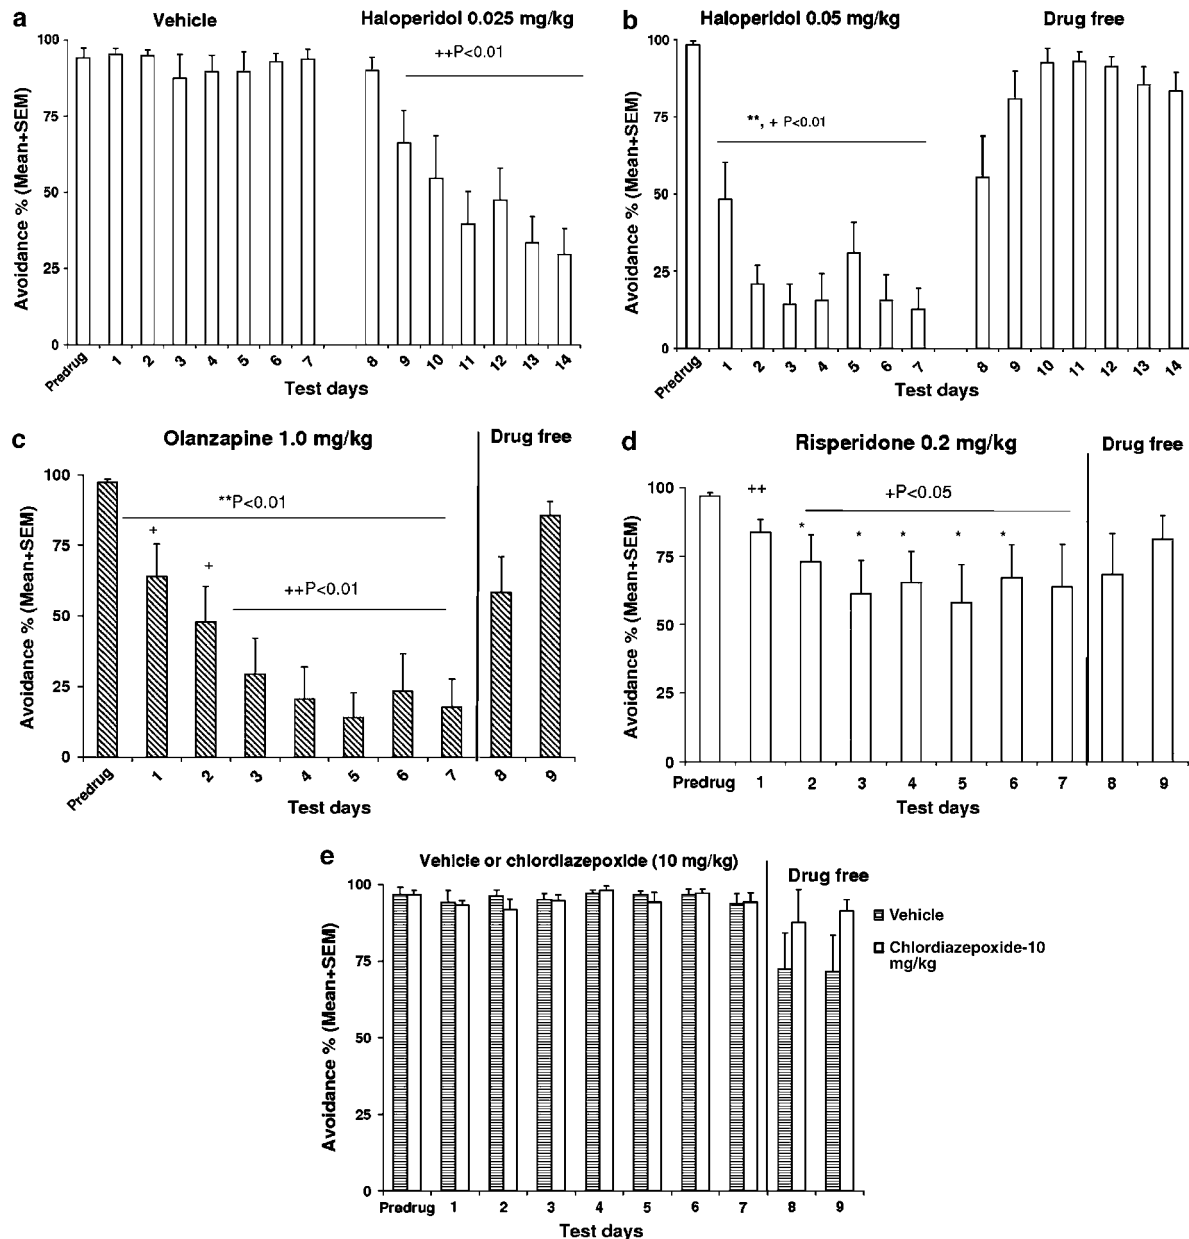 a
Vehicle
Haloperidol 0.025 mg/kg
++P<0.01
100
75
50
25
0
Avoidance % (Mean+SEM)
Predrug 1 2 3 4 5 6 7 8 9 10 11 12 13 14
Test days
b
Haloperidol 0.05 mg/kg
Drug free
**, + P<0.01
100
75
50
25
0
Avoidance % (Mean+SEM)
Predrug 1 2 3 4 5 6 7 8 9 10 11 12 13 14
Test days
c
Olanzapine 1.0 mg/kg
Drug free
**P<0.01
+
+
++P<0.01
100
75
50
25
0
Avoidance % (Mean+SEM)
Predrug 1 2 3 4 5 6 7 8 9
Test days
d
Risperidone 0.2 mg/kg
Drug free
++
+P<0.05
* * * * *
100
75
50
25
0
Avoidance % (Mean+SEM)
Predrug 1 2 3 4 5 6 7 8 9
Test days
e
Vehicle or chlordiazepoxide (10 mg/kg)
Drug free
Vehicle
Chlordiazepoxide-10
mg/kg
100
75
50
25
0
Avoidance % (Mean+SEM)
Predrug 1 2 3 4 5 6 7 8 9
Test days